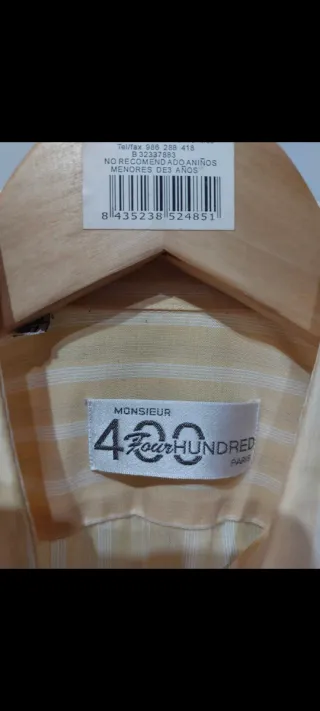 Tel/fax 986 288 418
B 32337883
NO RECOMENDADO A NIÑOS
MENORES DE 3 AÑOS
8 435238 524851
MONSIEUR
400 Four HUNDRED
PARIS